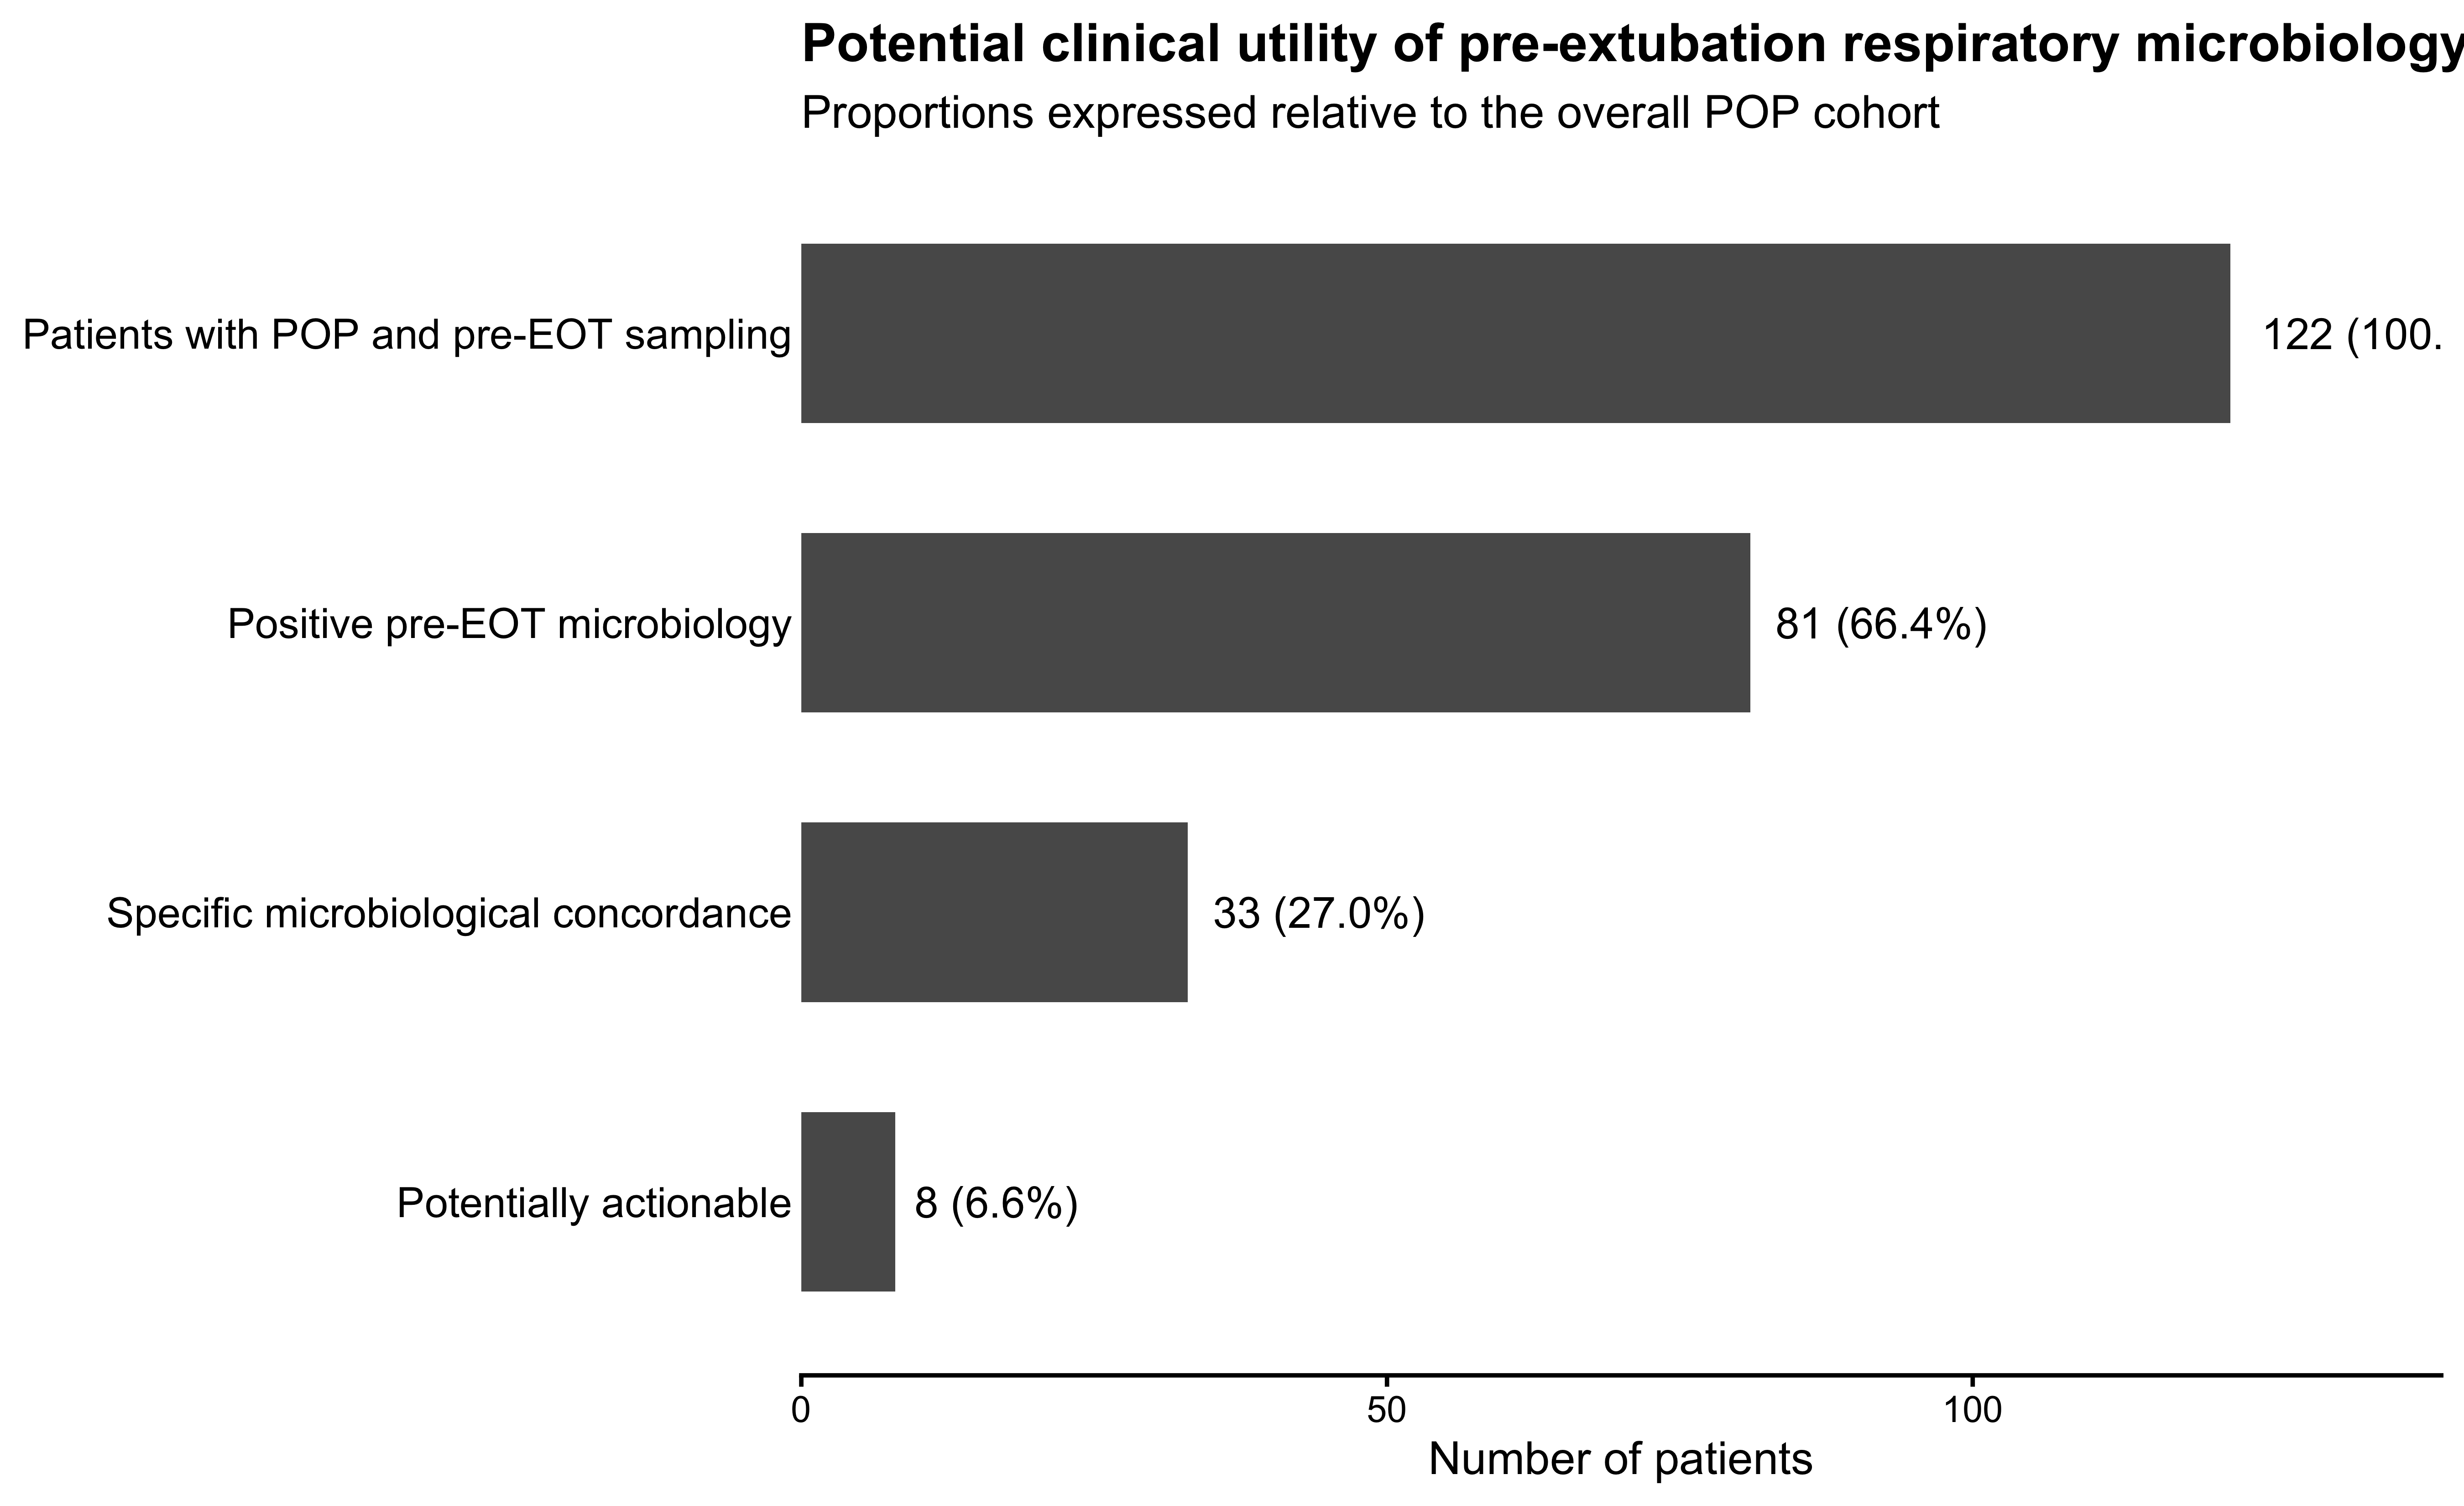 Potential clinical utility of pre-extubation respiratory microbiology
Proportions expressed relative to the overall POP cohort
Patients with POP and pre-EOT sampling
122 (100.
Positive pre-EOT microbiology
81 (66.4%)
Specific microbiological concordance
33 (27.0%)
Potentially actionable
8 (6.6%)
0
50
100
Number of patients